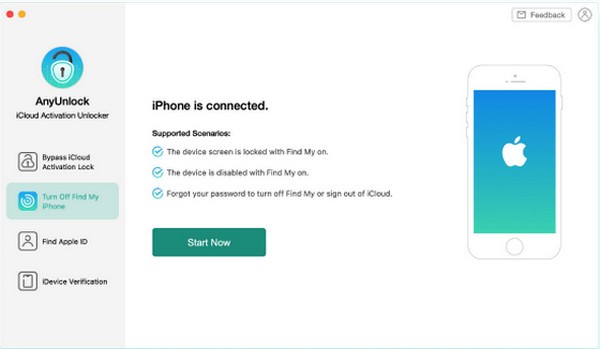 Feedback
AnyUnlock
iCloud Activation Unlocker
Bypass iCloud
Activation Lock
Turn Off Find My
iPhone
Find Apple ID
iDevice Verification
iPhone is connected.
Supported Scenarios:
The device screen is locked with Find My on.
The device is disabled with Find My on.
Forgot your password to turn off Find My or sign out of iCloud.
Start Now